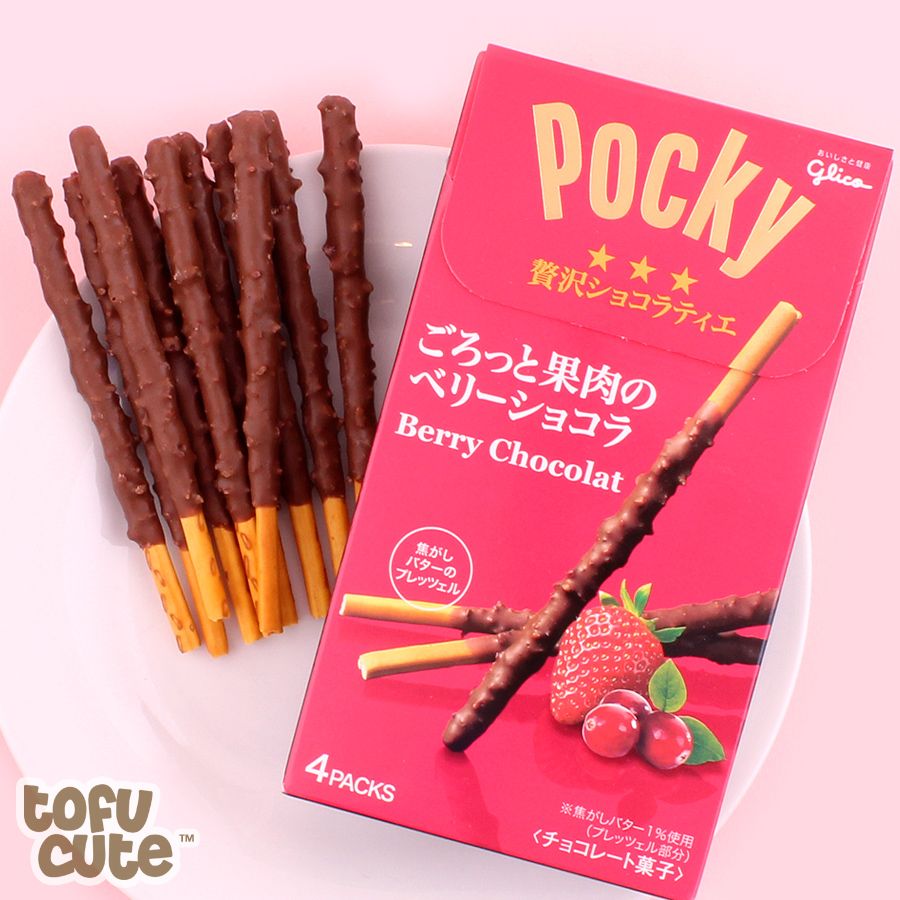 Pocky
おいしさと健康
Glico
贅沢ショコラティエ
ごろっと果肉の
ベリーショコラ
Berry Chocolat
焦がし
バターの
プレッツェル
4 PACKS
※焦がしバター1%使用
(プレッツェル部分)
〈チョコレート菓子〉
tofu
cute™